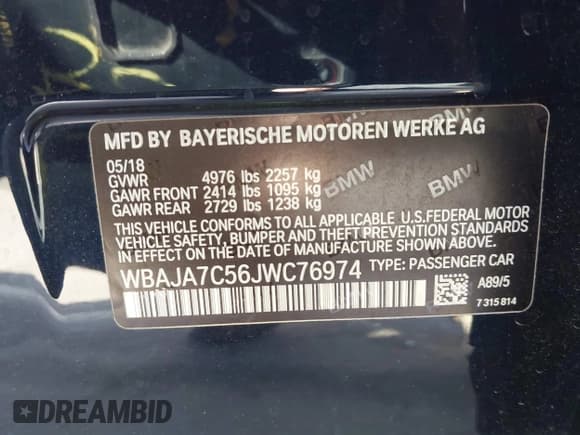 MFD BY BAYERISCHE MOTOREN WERKE AG
05/18
GVWR 4976 lbs 2257 kg
GAWR FRONT 2414 lbs 1095 kg
GAWR REAR 2729 lbs 1238 kg
THIS VEHICLE CONFORMS TO ALL APPLICABLE U.S.FEDERAL MOTOR
VEHICLE SAFETY, BUMPER, AND THEFT PREVENTION STANDARDS
IN EFFECT ON THE DATE OF MANUFACTURE SHOWN ABOVE.
WBAJA7C56JWC76974 TYPE: PASSENGER CAR
A89/5
7 315 814
BMW
BMW
BMW
BMW
DREAMBID